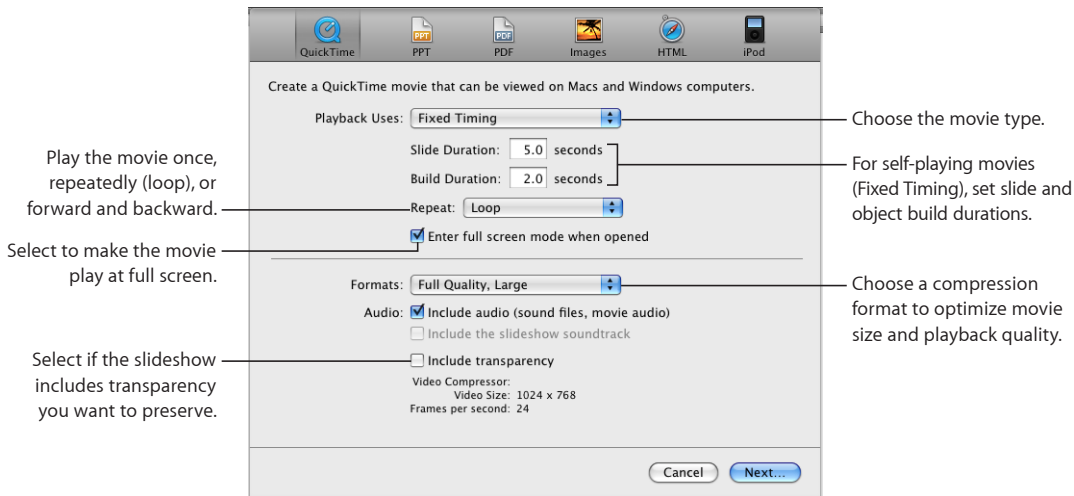 QuickTime PPT PDF Images HTML iPod
Create a QuickTime movie that can be viewed on Macs and Windows computers.
Playback Uses: Fixed Timing
Choose the movie type.
Slide Duration: 5.0 seconds
Build Duration: 2.0 seconds
For self-playing movies
(Fixed Timing), set slide and
object build durations.
Play the movie once,
repeatedly (loop), or
forward and backward.
Repeat: Loop
Select to make the movie
play at full screen.
Enter full screen mode when opened
Formats: Full Quality, Large
Choose a compression
format to optimize movie
size and playback quality.
Audio: Include audio (sound files, movie audio)
Include the slideshow soundtrack
Select if the slideshow
includes transparency
you want to preserve.
Include transparency
Video Compressor:
Video Size: 1024 x 768
Frames per second: 24
Cancel Next...